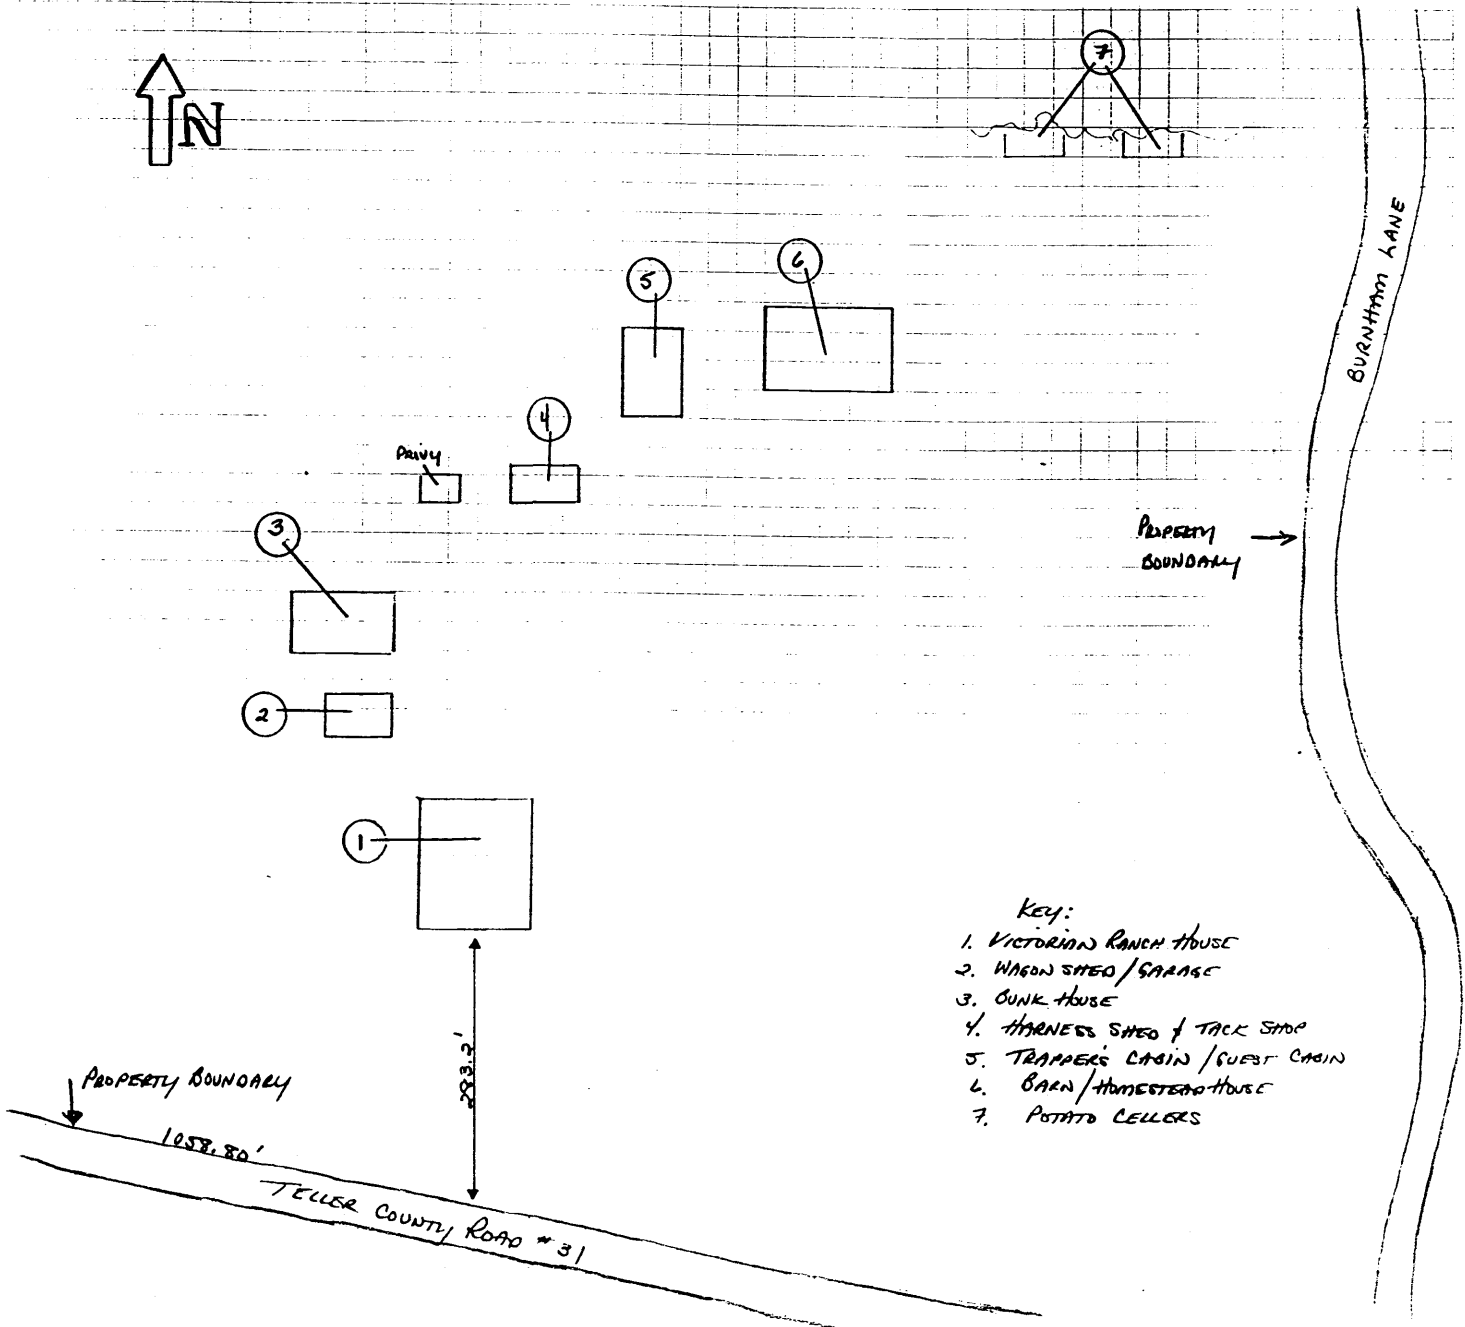 7
N
BURNHAM LANE
6
5
4
PRIVY
3
PROPERTY
BOUNDARY
2
1
KEY:
1. VICTORIAN RANCH HOUSE
2. WAGON SHED / GARAGE
3. BUNK HOUSE
4. HARNESS SHED & TACK SHOP
5. TRAPPER'S CABIN / GUEST CABIN
6. BARN / HOMESTEAD HOUSE
7. POTATO CELLERS
283.2'
PROPERTY BOUNDARY
1058.80'
TELLER COUNTY ROAD #31